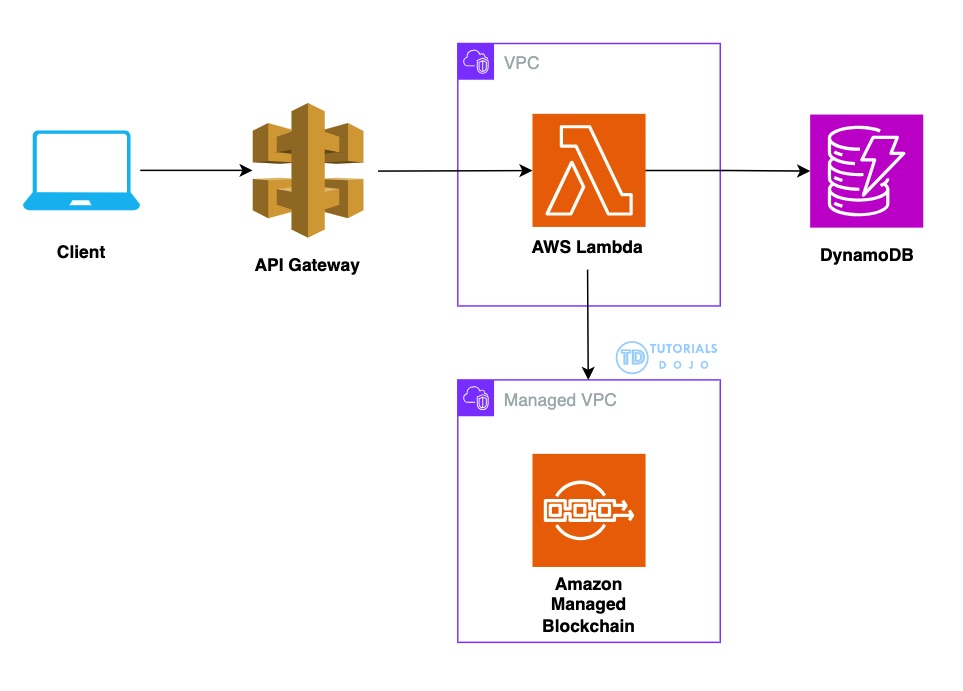 VPC
Client
API Gateway
AWS Lambda
DynamoDB
TD
TUTORIALS
DOJO
Managed VPC
Amazon
Managed
Blockchain